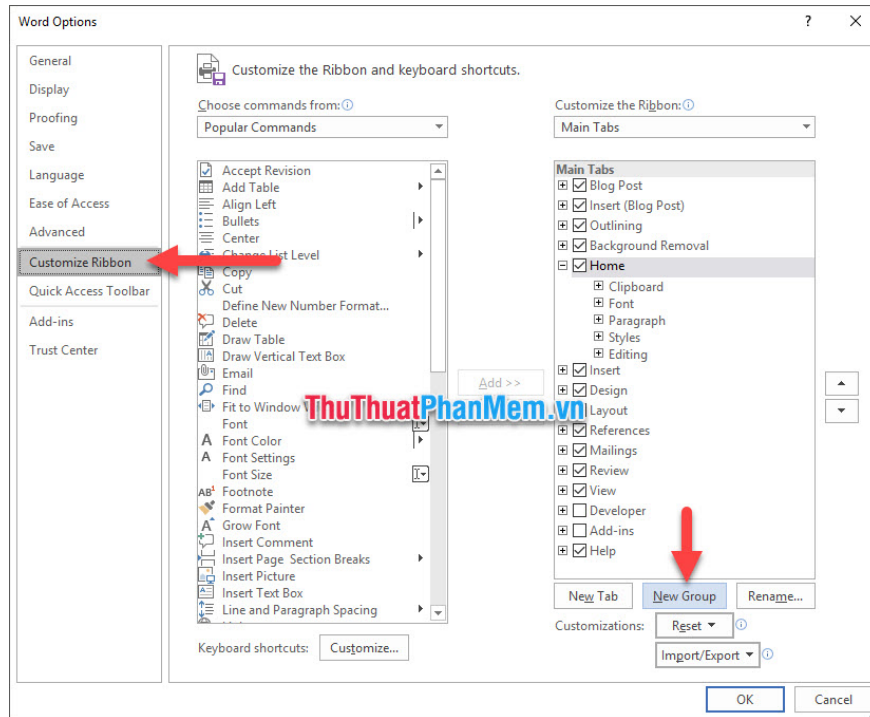 Word Options
?
General
Display
Proofing
Save
Language
Ease of Access
Advanced
Customize Ribbon
Quick Access Toolbar
Add-ins
Trust Center
Customize the Ribbon and keyboard shortcuts.
Choose commands from:
Popular Commands
Accept Revision
Add Table
Align Left
Bullets
Center
Change List Level
Copy
Cut
Define New Number Format...
Delete
Draw Table
Draw Vertical Text Box
Email
Find
Fit to Window
Font
Font Color
Font Settings
Font Size
Footnote
Format Painter
Grow Font
Insert Comment
Insert Page Section Breaks
Insert Picture
Insert Text Box
Line and Paragraph Spacing
Keyboard shortcuts: Customize...
Add >>
ThuThuatPhanMem.vn
Customize the Ribbon:
Main Tabs
Main Tabs
Blog Post
Insert (Blog Post)
Outlining
Background Removal
Home
Clipboard
Font
Paragraph
Styles
Editing
Insert
Design
Layout
References
Mailings
Review
View
Developer
Add-ins
Help
New Tab New Group Rename...
Customizations: Reset
Import/Export
OK Cancel